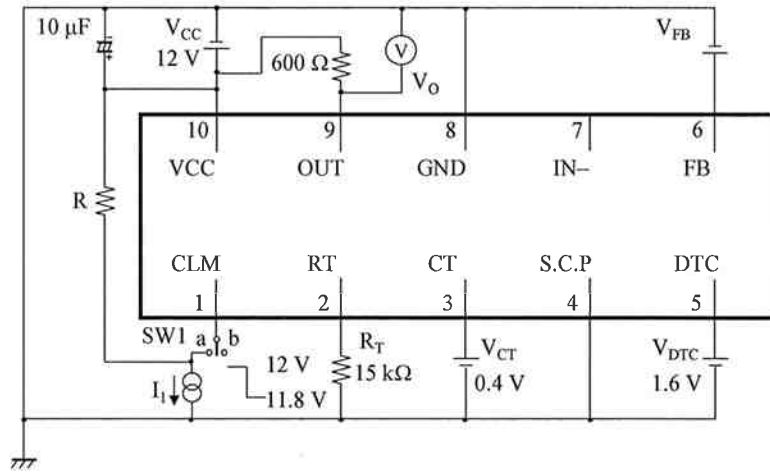 10 μF
V_CC
12 V
600 Ω
V
V_O
V_FB
10 9 8 7 6
VCC OUT GND IN− FB
R
CLM RT CT S.C.P DTC
1 2 3 4 5
SW1 a b
12 V
11.8 V
I_1
R_T
15 kΩ
V_CT
0.4 V
V_DTC
1.6 V